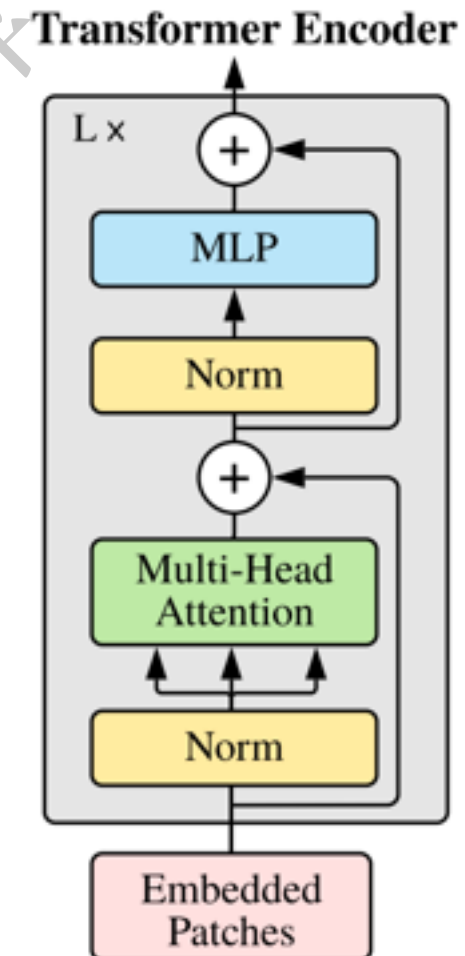 Transformer Encoder
L ×
+
MLP
Norm
+
Multi-Head
Attention
Norm
Embedded
Patches